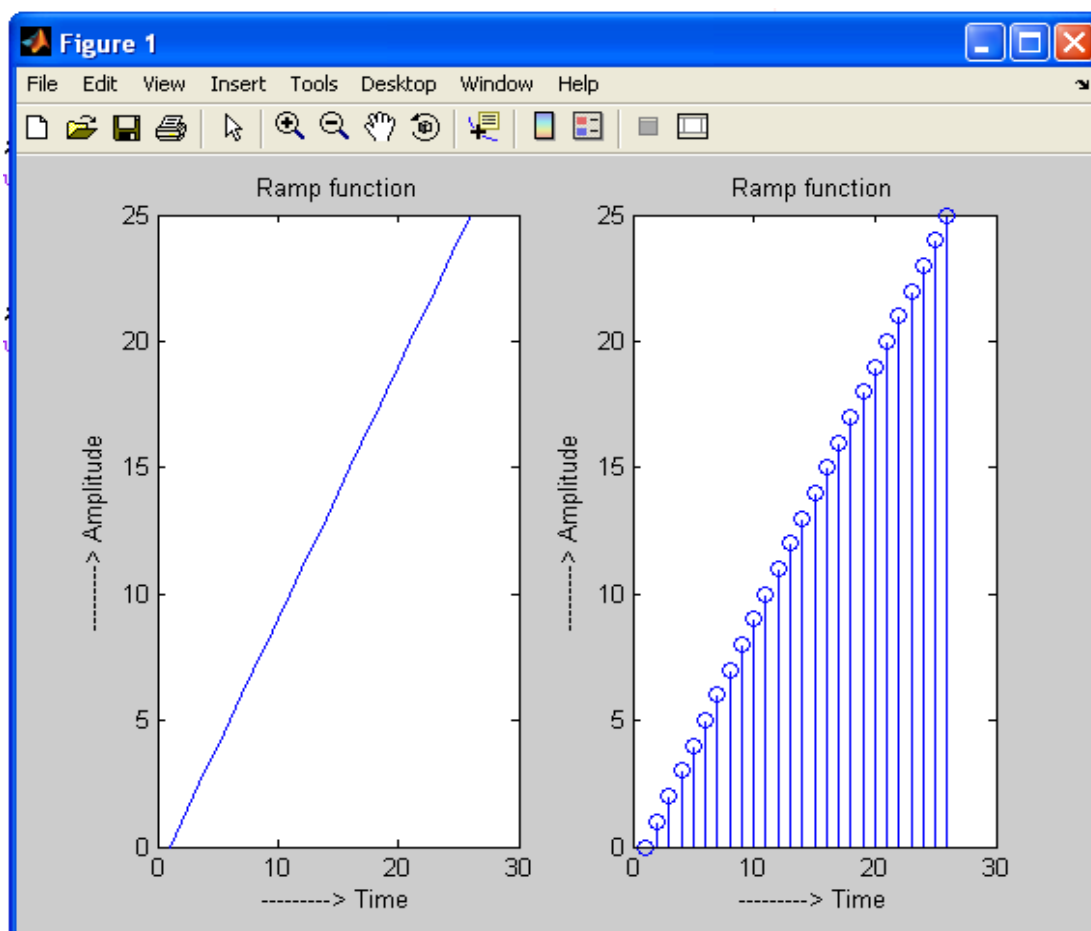 Figure 1
File Edit View Insert Tools Desktop Window Help
Ramp function
25
20
15
10
5
0
0 10 20 30
---------> Amplitude
---------> Time
Ramp function
25
20
15
10
5
0
0 10 20 30
---------> Amplitude
---------> Time